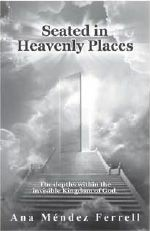 Seated in
Heavenly Places
The depths within the
invisible Kingdom of God.
Ana Méndez Ferrell